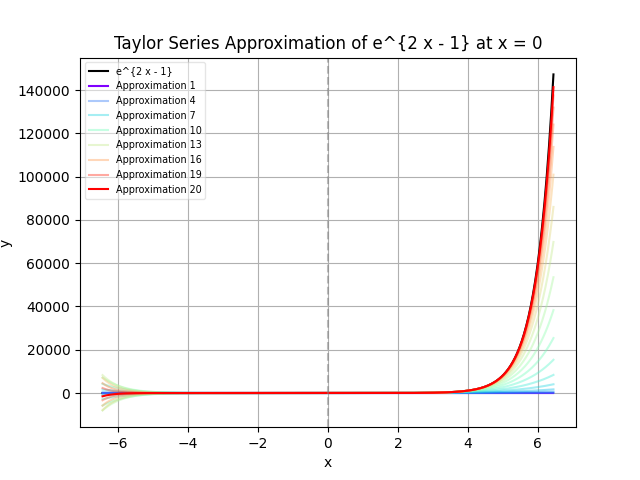 Taylor Series Approximation of e^{2 x - 1} at x = 0
e^{2 x - 1}
Approximation 1
Approximation 4
Approximation 7
Approximation 10
Approximation 13
Approximation 16
Approximation 19
Approximation 20
140000
120000
100000
80000
60000
40000
20000
0
y
−6
−4
−2
0
2
4
6
x